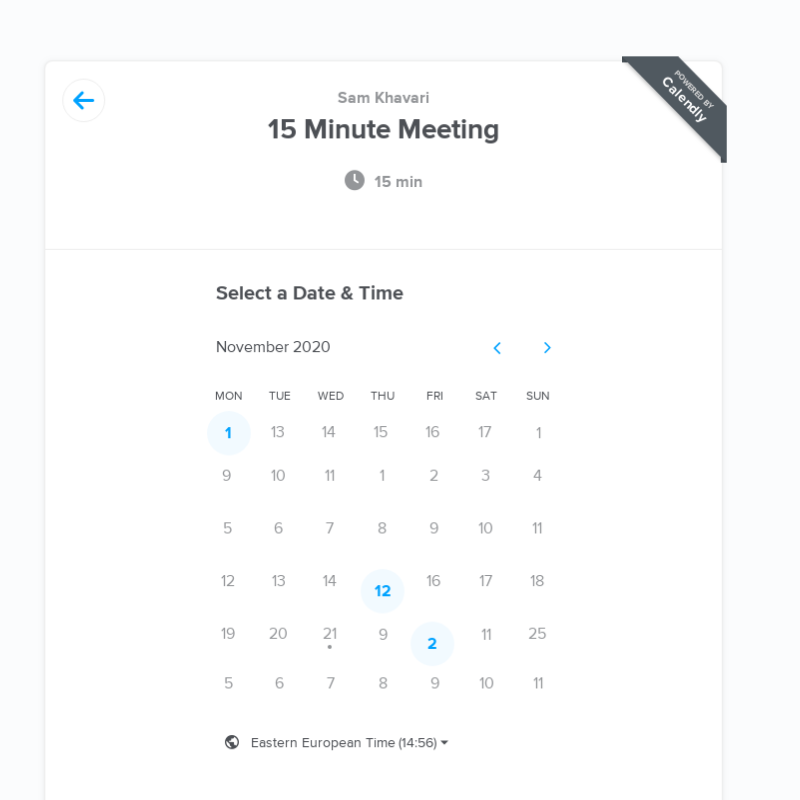 Sam Khavari
15 Minute Meeting
POWERED BY
Calendly
15 min
Select a Date & Time
November 2020
MON TUE WED THU FRI SAT SUN
1 13 14 15 16 17 1
9 10 11 1 2 3 4
5 6 7 8 9 10 11
12 13 14 12 16 17 18
19 20 21 9 2 11 25
5 6 7 8 9 10 11
Eastern European Time (14:56)